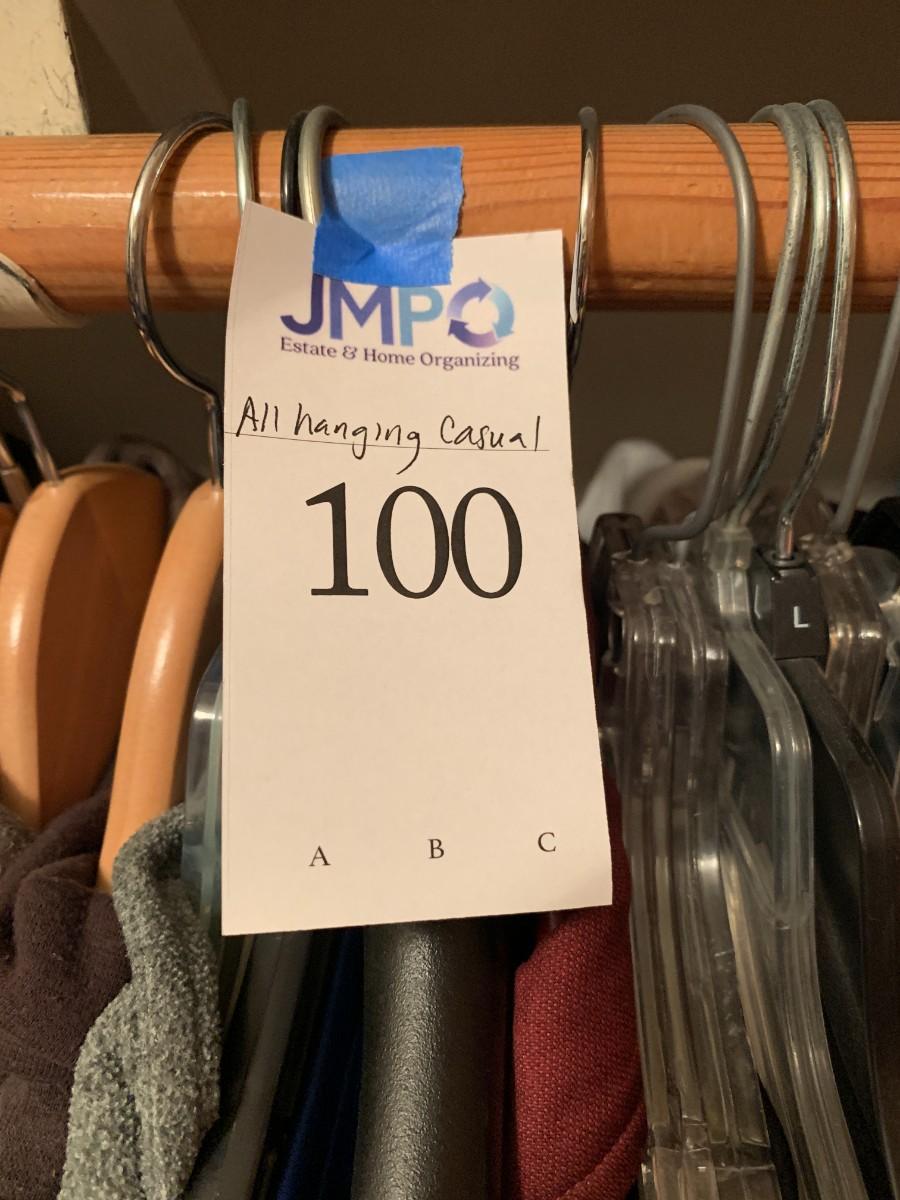 JMPO
Estate & Home Organizing
All hanging Casual
100
L
A B C